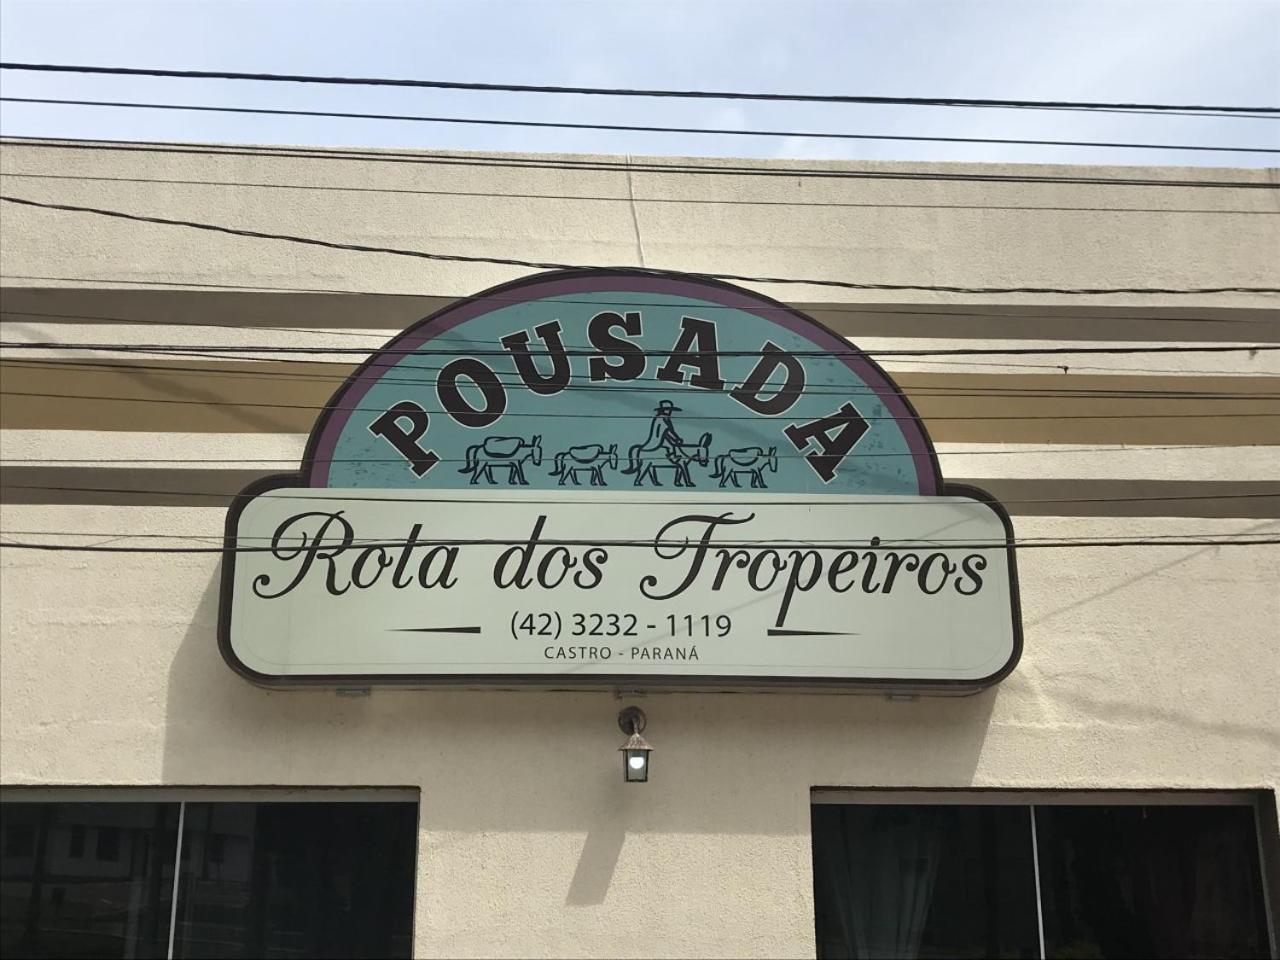 POUSADA
Rota dos Tropeiros
(42) 3232 - 1119
CASTRO - PARANÁ